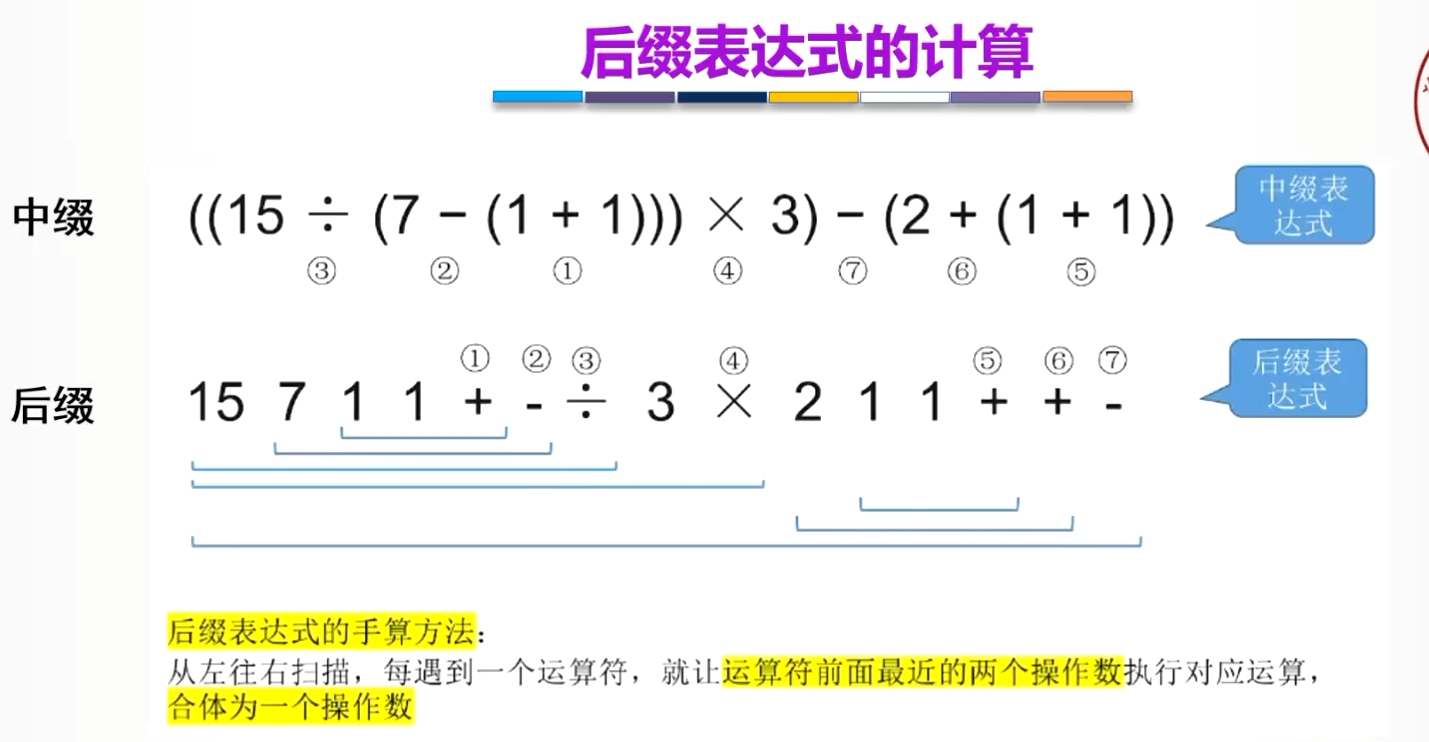 后缀表达式的计算
中缀
((15 ÷ (7 − (1 + 1))) × 3) − (2 + (1 + 1))
③ ② ① ④ ⑦ ⑥ ⑤
中缀表
达式
① ② ③ ④ ⑤ ⑥ ⑦
后缀
15 7 1 1 + - ÷ 3 × 2 1 1 + + -
后缀表
达式
后缀表达式的手算方法：
从左往右扫描，每遇到一个运算符，就让运算符前面最近的两个操作数执行对应运算，
合体为一个操作数